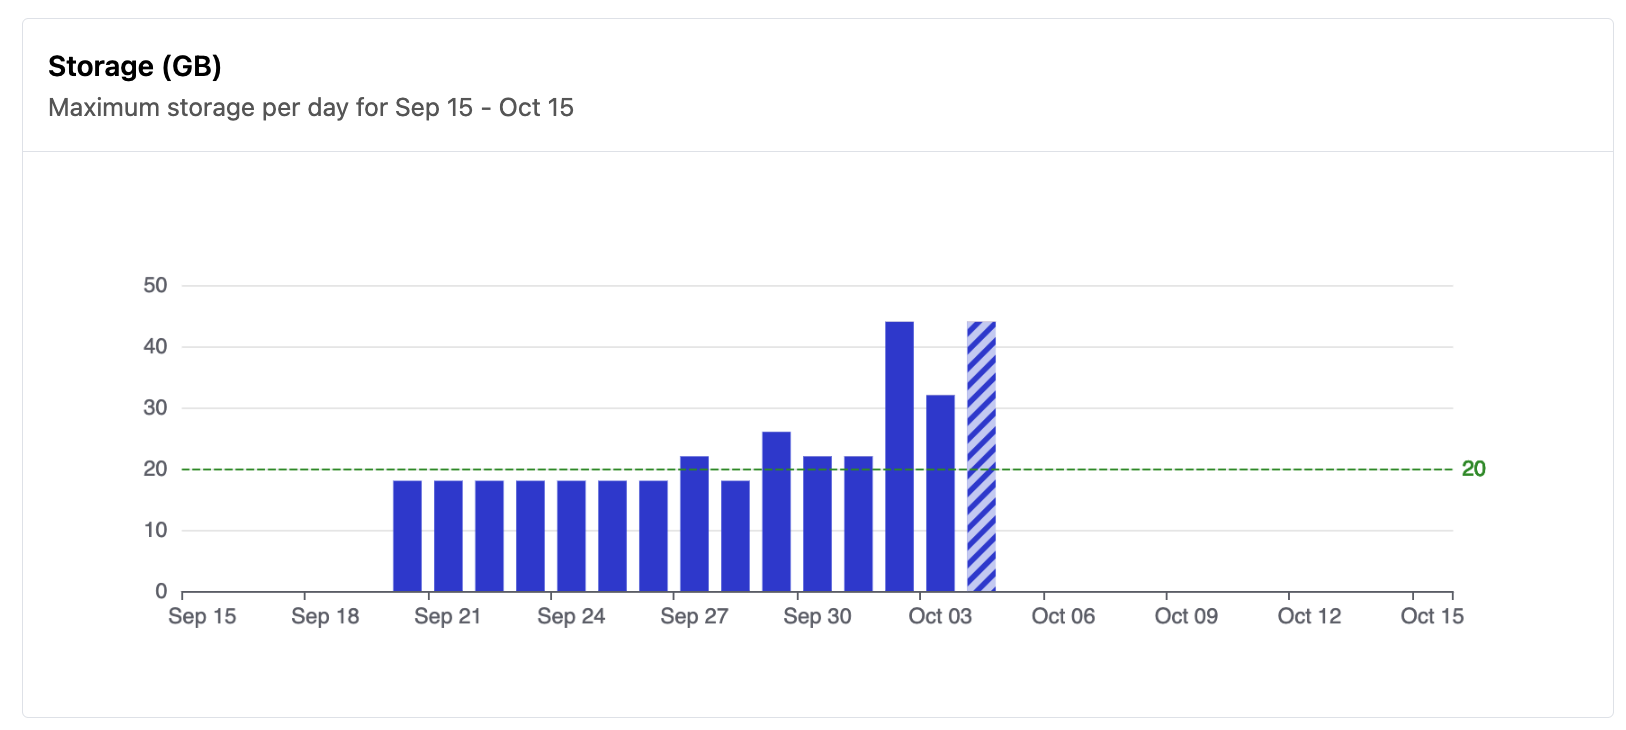 Storage (GB)
Maximum storage per day for Sep 15 - Oct 15
50
40
30
20
20
10
0
Sep 15
Sep 18
Sep 21
Sep 24
Sep 27
Sep 30
Oct 03
Oct 06
Oct 09
Oct 12
Oct 15